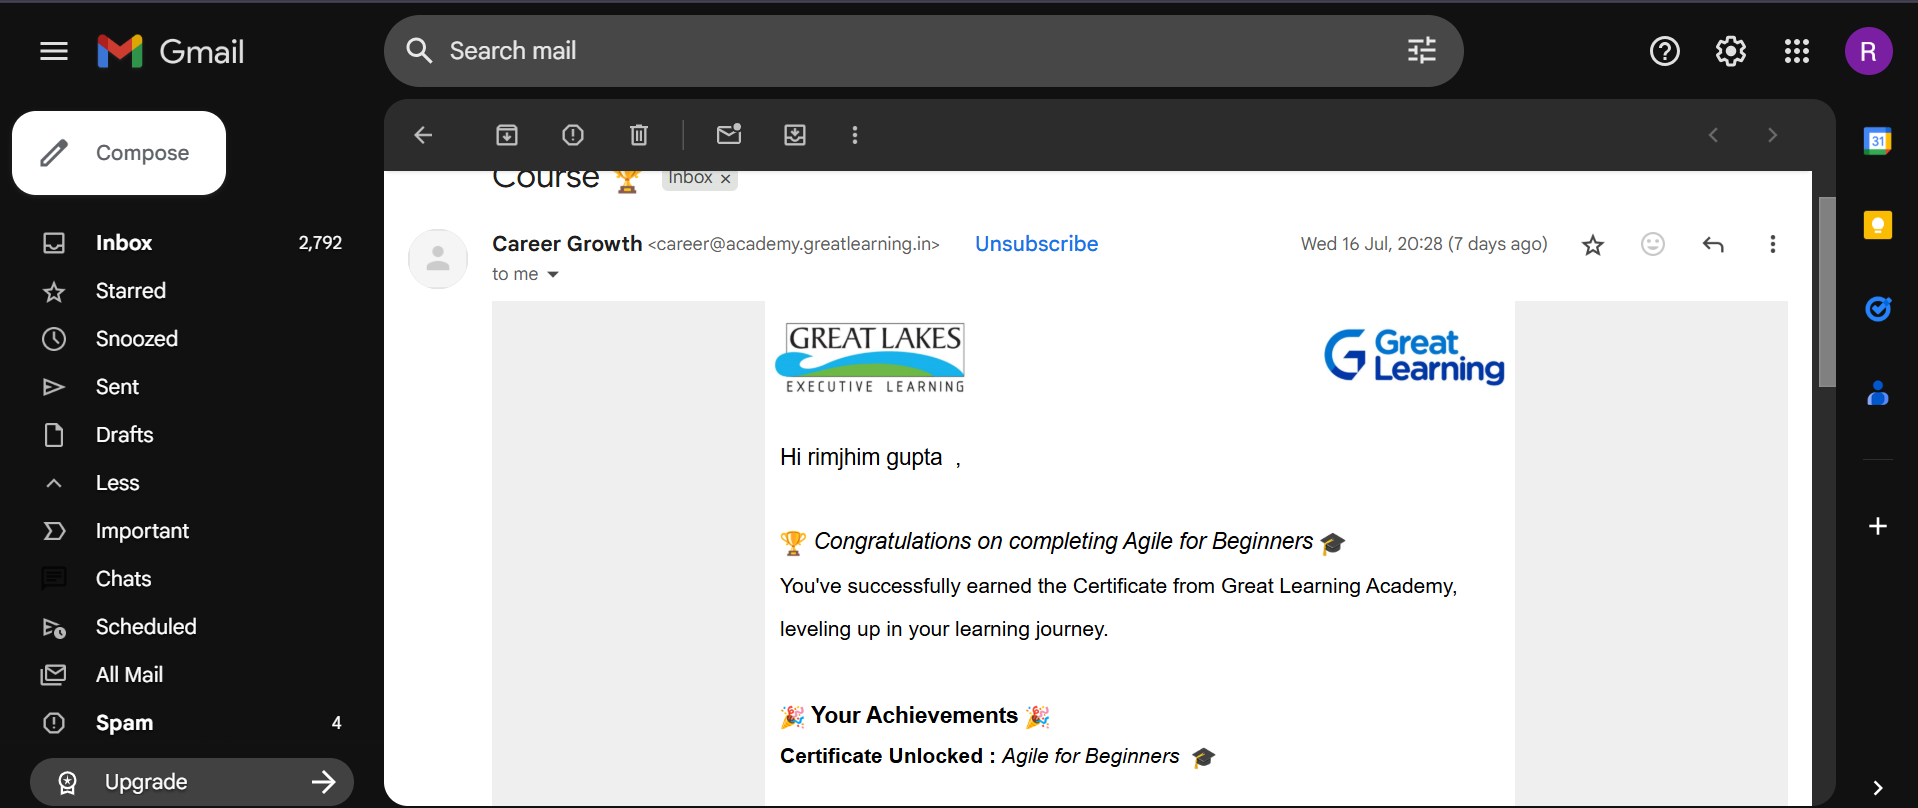 Gmail
Search mail
R
Compose
Inbox 2,792
Starred
Snoozed
Sent
Drafts
Less
Important
Chats
Scheduled
All Mail
Spam 4
Upgrade
Course 🏆 Inbox ×
Career Growth <career@academy.greatlearning.in> Unsubscribe Wed 16 Jul, 20:28 (7 days ago)
to me
GREAT LAKES
EXECUTIVE LEARNING
Great
Learning
Hi rimjhim gupta ,
🏆 Congratulations on completing Agile for Beginners 🎓
You've successfully earned the Certificate from Great Learning Academy,
leveling up in your learning journey.
🎉 Your Achievements 🎉
Certificate Unlocked : Agile for Beginners 🎓
31